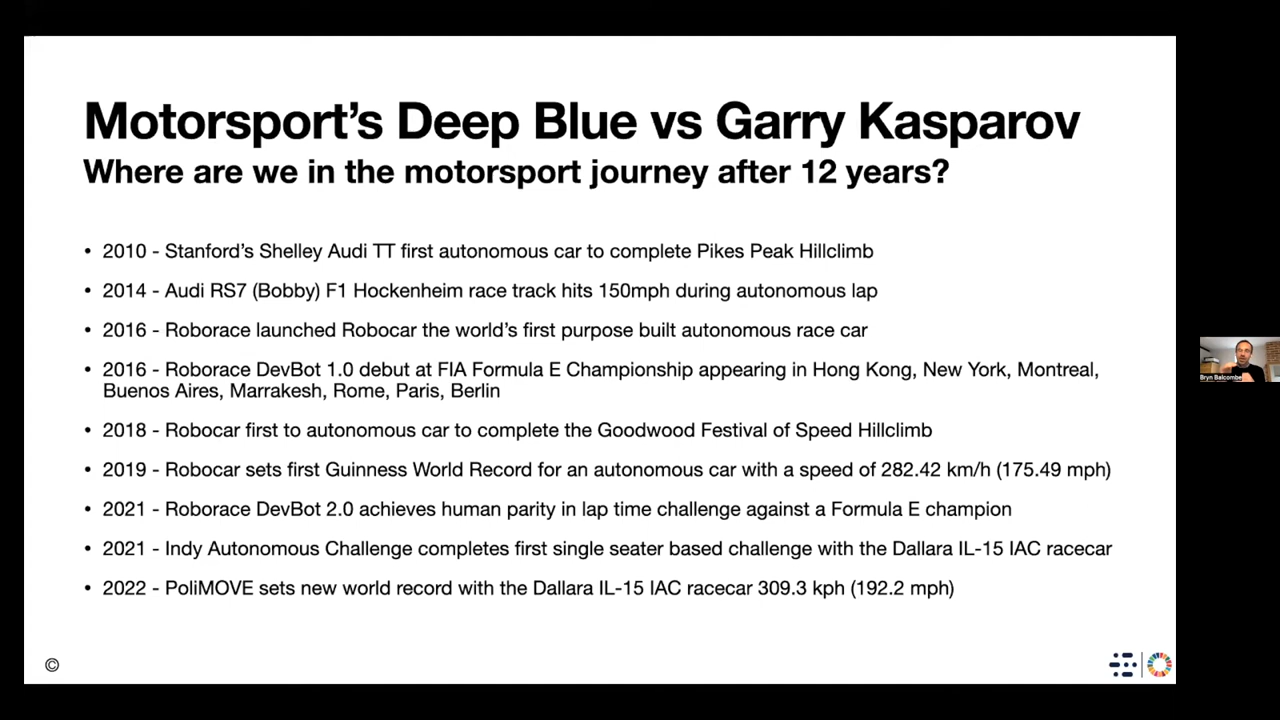 Motorsport's Deep Blue vs Garry Kasparov
Where are we in the motorsport journey after 12 years?
• 2010 - Stanford's Shelley Audi TT first autonomous car to complete Pikes Peak Hillclimb
• 2014 - Audi RS7 (Bobby) F1 Hockenheim race track hits 150mph during autonomous lap
• 2016 - Roborace launched Robocar the world's first purpose built autonomous race car
• 2016 - Roborace DevBot 1.0 debut at FIA Formula E Championship appearing in Hong Kong, New York, Montreal,
Buenos Aires, Marrakesh, Rome, Paris, Berlin
• 2018 - Robocar first to autonomous car to complete the Goodwood Festival of Speed Hillclimb
• 2019 - Robocar sets first Guinness World Record for an autonomous car with a speed of 282.42 km/h (175.49 mph)
• 2021 - Roborace DevBot 2.0 achieves human parity in lap time challenge against a Formula E champion
• 2021 - Indy Autonomous Challenge completes first single seater based challenge with the Dallara IL-15 IAC racecar
• 2022 - PoliMOVE sets new world record with the Dallara IL-15 IAC racecar 309.3 kph (192.2 mph)
©
Bryn Balcombe